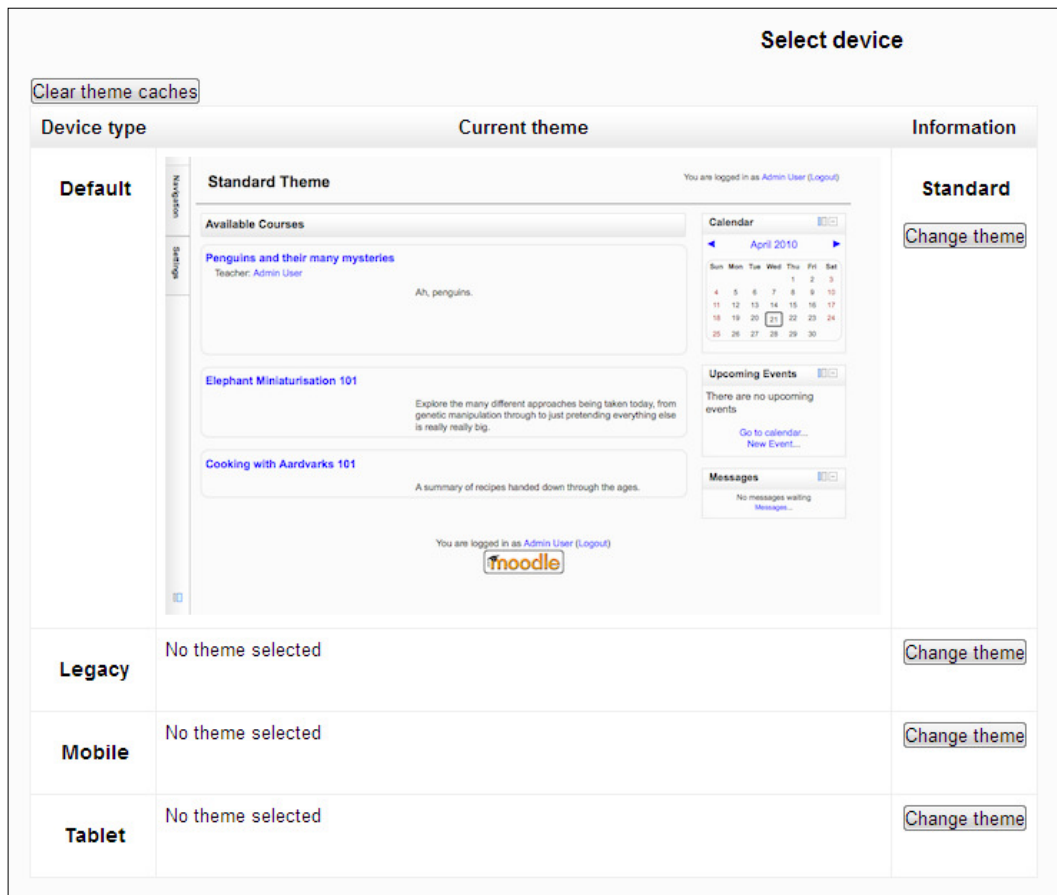 Select device
Clear theme caches
Device type Current theme Information
Default
Navigation
Settings
Standard Theme
You are logged in as Admin User (Logout)
Available Courses
Penguins and their many mysteries
Teacher: Admin User
Ah, penguins.
Elephant Miniaturisation 101
Explore the many different approaches being taken today, from
genetic manipulation through to just pretending everything else
is really really big.
Cooking with Aardvarks 101
A summary of recipes handed down through the ages.
Calendar
◄ April 2010 ►
Sun Mon Tue Wed Thu Fri Sat
1 2 3
4 5 6 7 8 9 10
11 12 13 14 15 16 17
18 19 20 21 22 23 24
25 26 27 28 29 30
Upcoming Events
There are no upcoming
events
Go to calendar...
New Event...
Messages
No messages waiting
Messages...
You are logged in as Admin User (Logout)
moodle
Standard
Change theme
Legacy
No theme selected
Change theme
Mobile
No theme selected
Change theme
Tablet
No theme selected
Change theme